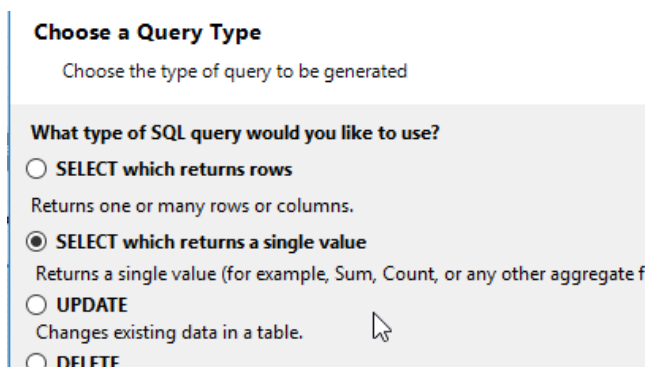 Choose a Query Type
Choose the type of query to be generated
What type of SQL query would you like to use?
SELECT which returns rows
Returns one or many rows or columns.
SELECT which returns a single value
Returns a single value (for example, Sum, Count, or any other aggregate f
UPDATE
Changes existing data in a table.
DELETE